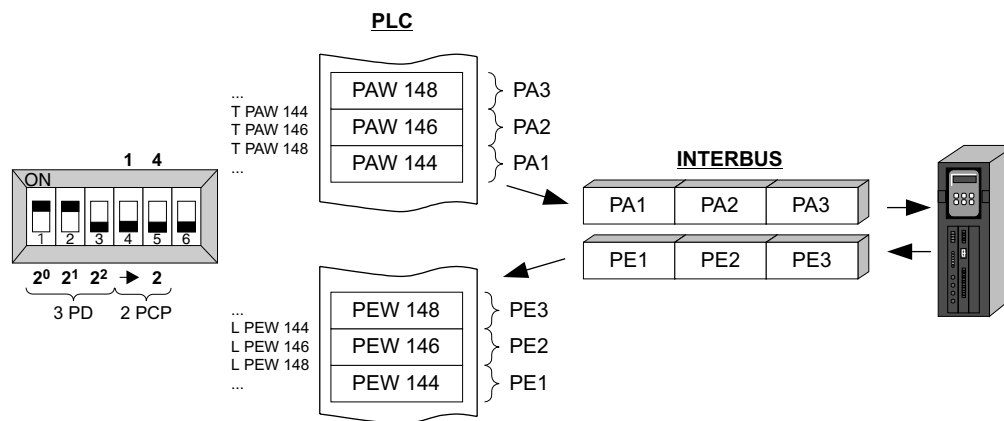 PLC
...
T PAW 144
T PAW 146
T PAW 148
...
PAW 148
PAW 146
PAW 144
PA3
PA2
PA1
1 4
ON
1 2 3 4 5 6
2⁰ 2¹ 2² 2
3 PD 2 PCP
INTERBUS
PA1 PA2 PA3
PE1 PE2 PE3
...
L PEW 144
L PEW 146
L PEW 148
...
PEW 148
PEW 146
PEW 144
PE3
PE2
PE1